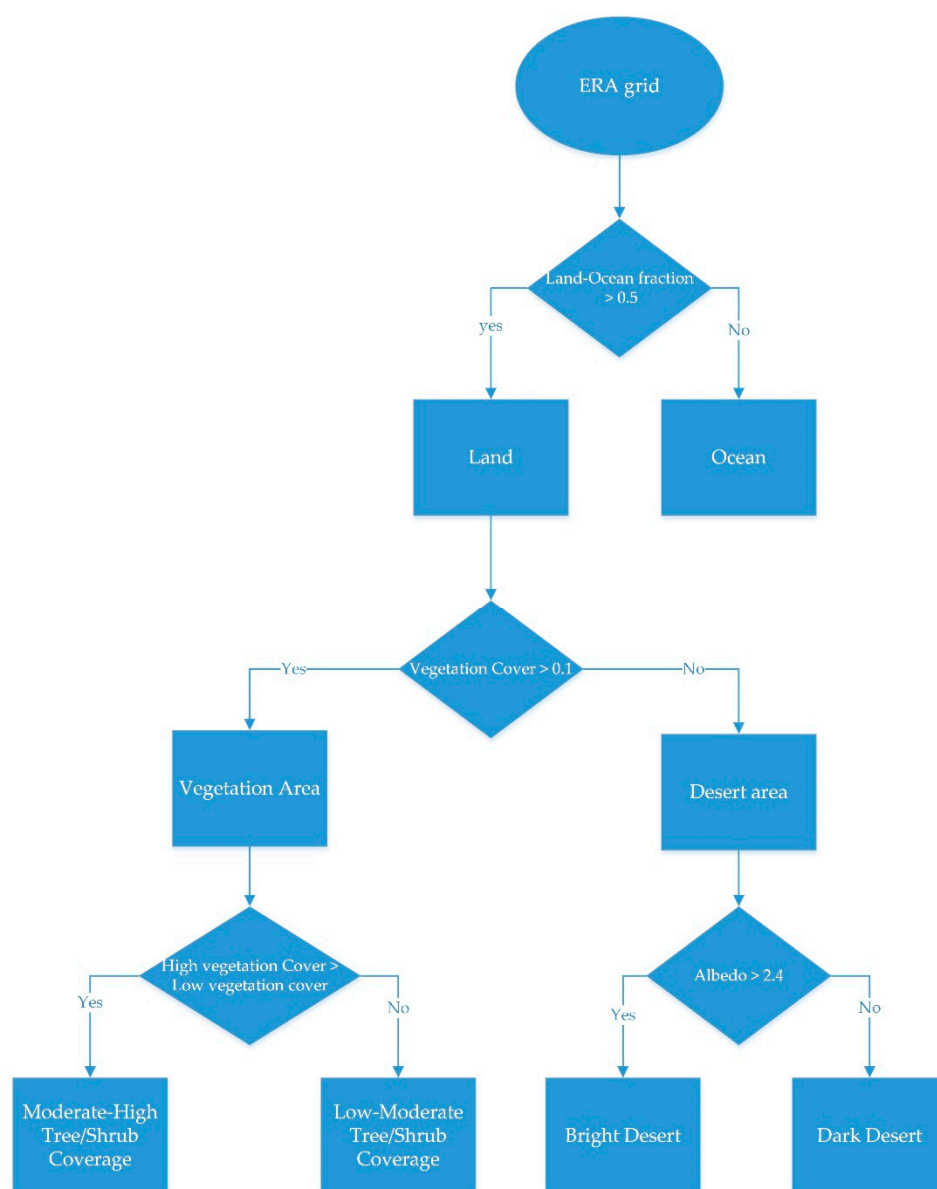 ERA grid
Land-Ocean fraction
> 0.5
yes
No
Land
Ocean
Vegetation Cover > 0.1
Yes
No
Vegetation Area
Desert area
High vegetation Cover >
Low vegetation cover
Yes
No
Albedo > 2.4
Yes
No
Moderate-High
Tree/Shrub
Coverage
Low-Moderate
Tree/Shrub
Coverage
Bright Desert
Dark Desert